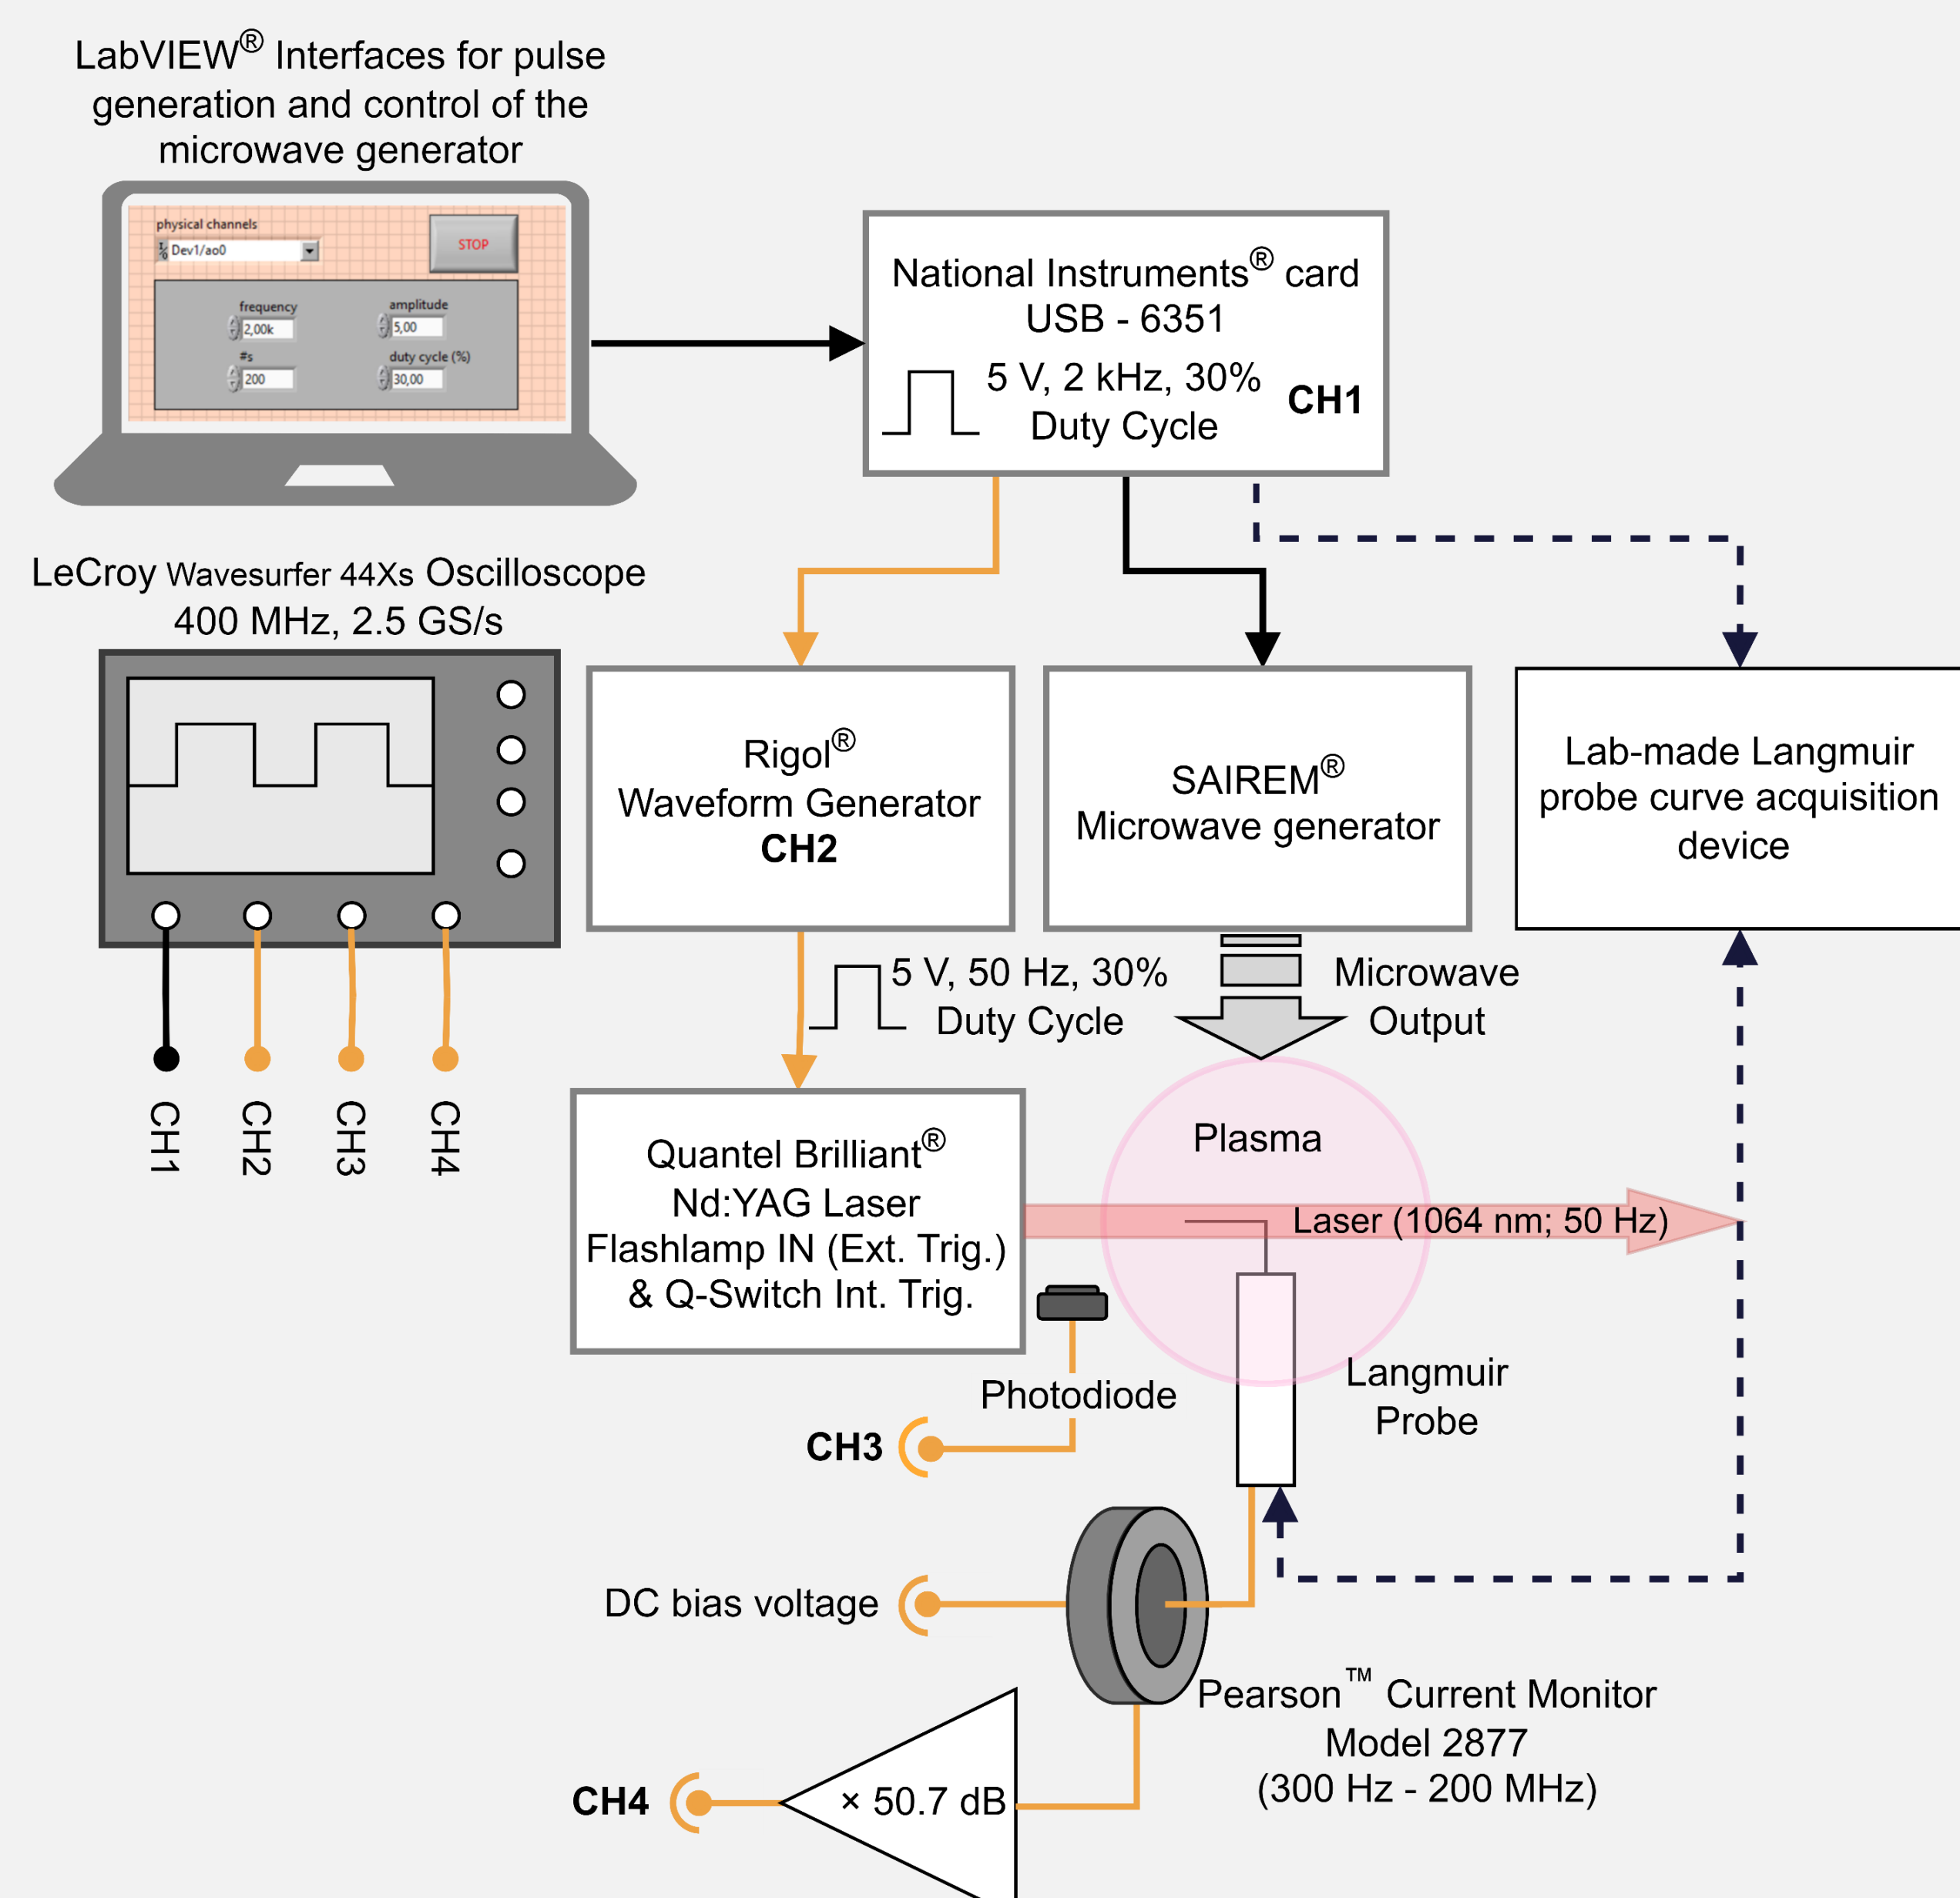 LabVIEW® Interfaces for pulse
generation and control of the
microwave generator
physical channels
Dev1/ao0
STOP
frequency
2,00k
amplitude
5,00
#s
200
duty cycle (%)
30,00
National Instruments® card
USB - 6351
5 V, 2 kHz, 30%
Duty Cycle
CH1
LeCroy Wavesurfer 44Xs Oscilloscope
400 MHz, 2.5 GS/s
CH1
CH2
CH3
CH4
Rigol®
Waveform Generator
CH2
SAIREM®
Microwave generator
Lab-made Langmuir
probe curve acquisition
device
5 V, 50 Hz, 30%
Duty Cycle
Microwave
Output
Quantel Brilliant®
Nd:YAG Laser
Flashlamp IN (Ext. Trig.)
& Q-Switch Int. Trig.
Plasma
Laser (1064 nm; 50 Hz)
Photodiode
CH3
Langmuir
Probe
DC bias voltage
Pearson™ Current Monitor
Model 2877
(300 Hz - 200 MHz)
CH4
× 50.7 dB